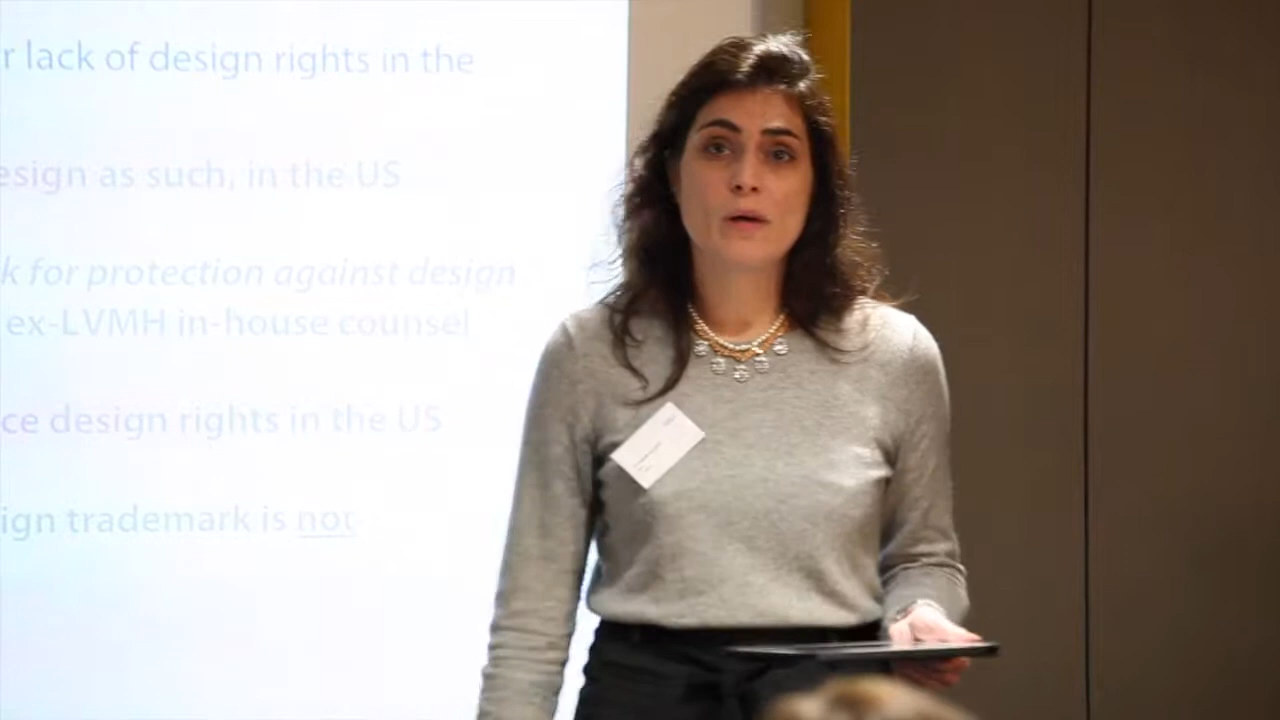 r lack of design rights in the
esign as such, in the US
k for protection against design
ex-LVMH in-house counsel
ce design rights in the US
ign trademark is not